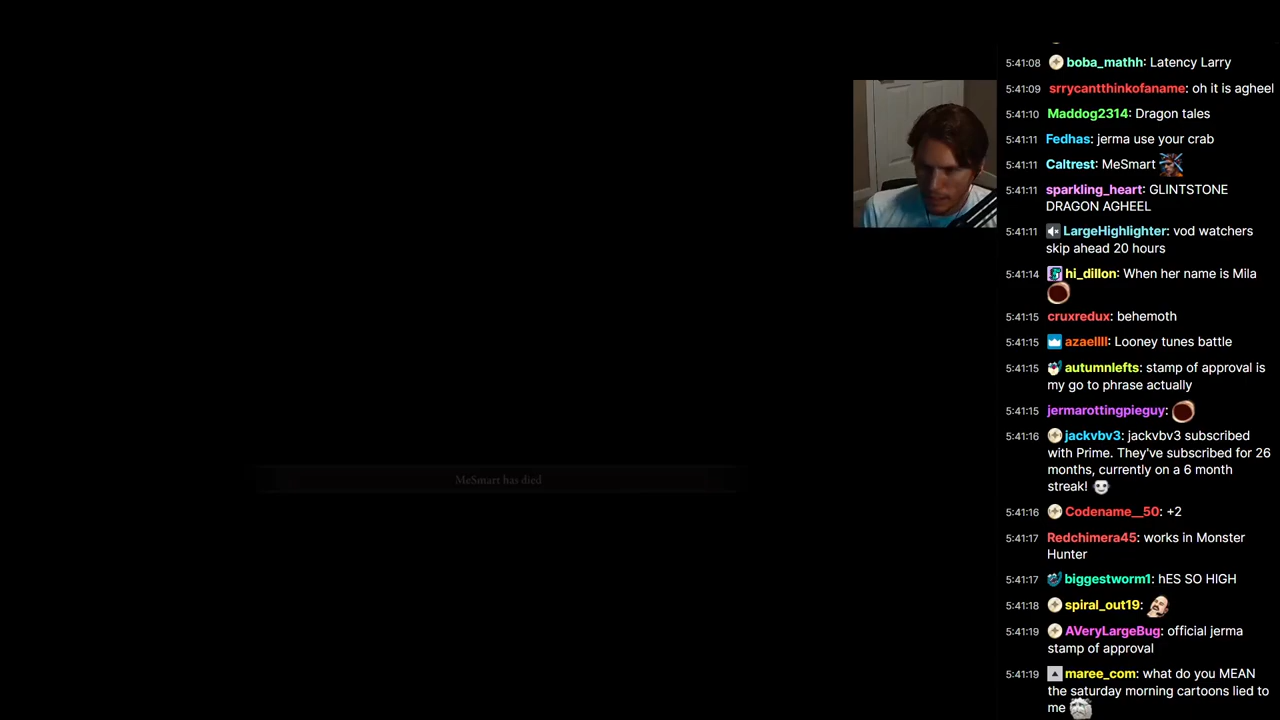 5:41:08 boba_mathh: Latency Larry
5:41:09 srrycantthinkofaname: oh it is agheel
5:41:10 Maddog2314: Dragon tales
5:41:11 Fedhas: jerma use your crab
5:41:11 Caltrest: MeSmart
5:41:11 sparkling_heart: GLINTSTONE
DRAGON AGHEEL
5:41:11 LargeHighlighter: vod watchers
skip ahead 20 hours
5:41:14 hi_dillon: When her name is Mila
5:41:15 cruxredux: behemoth
5:41:15 azaellll: Looney tunes battle
5:41:15 autumnlefts: stamp of approval is
my go to phrase actually
5:41:15 jermarottingpieguy:
5:41:16 jackvbv3: jackvbv3 subscribed
with Prime. They've subscribed for 26
months, currently on a 6 month
streak!
MeSmart has died
5:41:16 Codename__50: +2
5:41:17 Redchimera45: works in Monster
Hunter
5:41:17 biggestworm1: hES SO HIGH
5:41:18 spiral_out19:
5:41:19 AVeryLargeBug: official jerma
stamp of approval
5:41:19 maree_com: what do you MEAN
the saturday morning cartoons lied to
me